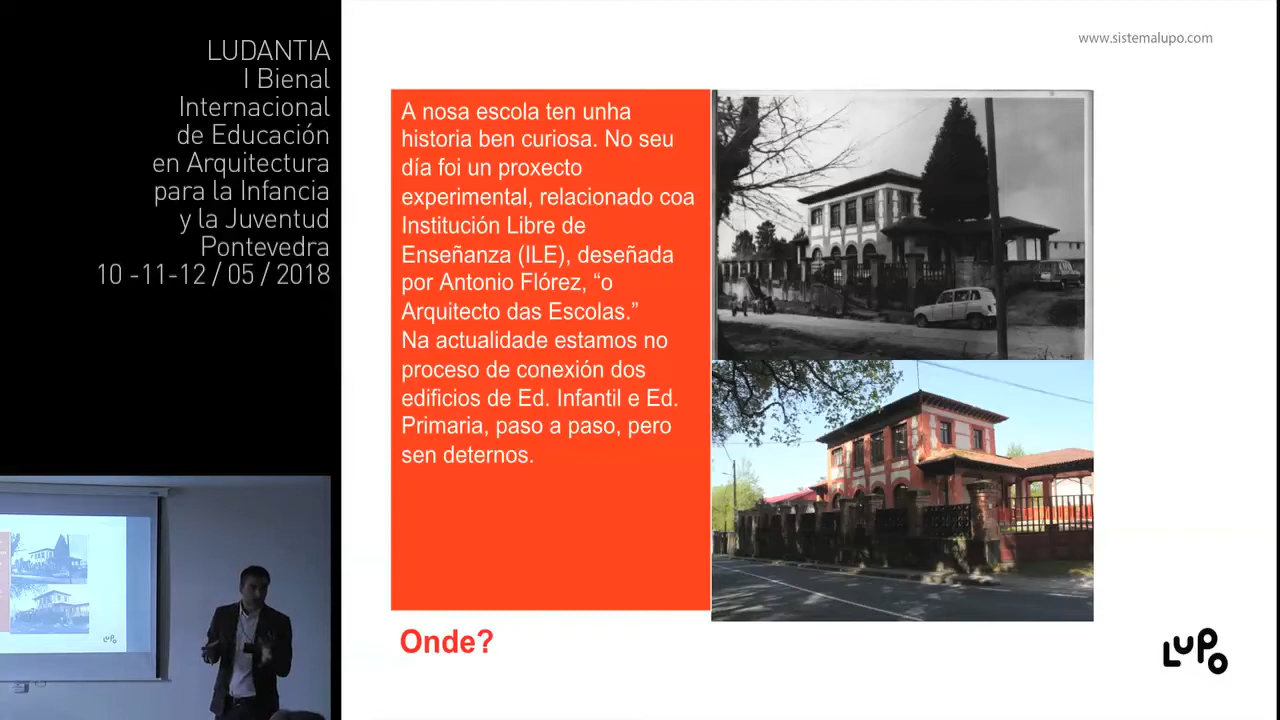 LUDANTIA
I Bienal
Internacional
de Educación
en Arquitectura
para la Infancia
y la Juventud
Pontevedra
10 -11-12 / 05 / 2018
www.sistemalupo.com
A nosa escola ten unha
historia ben curiosa. No seu
día foi un proxecto
experimental, relacionado coa
Institución Libre de
Enseñanza (ILE), deseñada
por Antonio Flórez, “o
Arquitecto das Escolas.”
Na actualidade estamos no
proceso de conexión dos
edificios de Ed. Infantil e Ed.
Primaria, paso a paso, pero
sen deternos.
Onde?
LUPO
LUPO